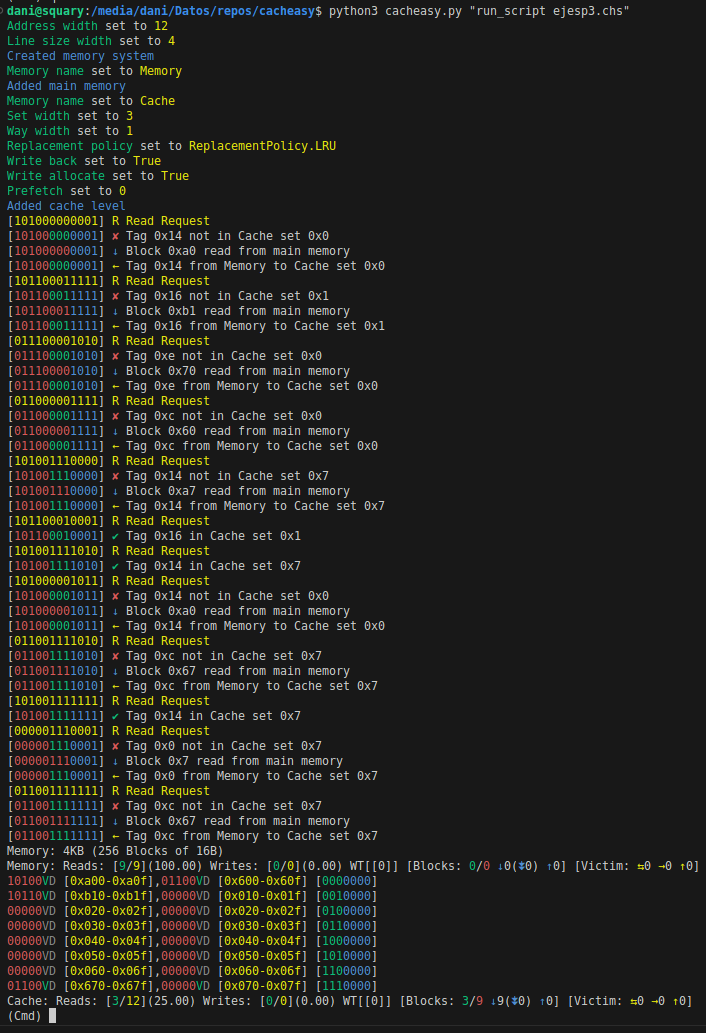 dani@squary:/media/dani/Datos/repos/cacheasy$ python3 cacheasy.py "run_script ejesp3.chs"
Address width set to 12
Line size width set to 4
Created memory system
Memory name set to Memory
Added main memory
Memory name set to Cache
Set width set to 3
Way width set to 1
Replacement policy set to ReplacementPolicy.LRU
Write back set to True
Write allocate set to True
Prefetch set to 0
Added cache level
[101000000001] R Read Request
[101000000001] ✘ Tag 0x14 not in Cache set 0x0
[101000000001] ↓ Block 0xa0 read from main memory
[101000000001] ← Tag 0x14 from Memory to Cache set 0x0
[101100011111] R Read Request
[101100011111] ✘ Tag 0x16 not in Cache set 0x1
[101100011111] ↓ Block 0xb1 read from main memory
[101100011111] ← Tag 0x16 from Memory to Cache set 0x1
[011100001010] R Read Request
[011100001010] ✘ Tag 0xe not in Cache set 0x0
[011100001010] ↓ Block 0x70 read from main memory
[011100001010] ← Tag 0xe from Memory to Cache set 0x0
[011000001111] R Read Request
[011000001111] ✘ Tag 0xc not in Cache set 0x0
[011000001111] ↓ Block 0x60 read from main memory
[011000001111] ← Tag 0xc from Memory to Cache set 0x0
[101001110000] R Read Request
[101001110000] ✘ Tag 0x14 not in Cache set 0x7
[101001110000] ↓ Block 0xa7 read from main memory
[101001110000] ← Tag 0x14 from Memory to Cache set 0x7
[101100010001] R Read Request
[101100010001] ✔ Tag 0x16 in Cache set 0x1
[101001111010] R Read Request
[101001111010] ✔ Tag 0x14 in Cache set 0x7
[101000001011] R Read Request
[101000001011] ✘ Tag 0x14 not in Cache set 0x0
[101000001011] ↓ Block 0xa0 read from main memory
[101000001011] ← Tag 0x14 from Memory to Cache set 0x0
[011001111010] R Read Request
[011001111010] ✘ Tag 0xc not in Cache set 0x7
[011001111010] ↓ Block 0x67 read from main memory
[011001111010] ← Tag 0xc from Memory to Cache set 0x7
[101001111111] R Read Request
[101001111111] ✔ Tag 0x14 in Cache set 0x7
[000001110001] R Read Request
[000001110001] ✘ Tag 0x0 not in Cache set 0x7
[000001110001] ↓ Block 0x7 read from main memory
[000001110001] ← Tag 0x0 from Memory to Cache set 0x7
[011001111111] R Read Request
[011001111111] ✘ Tag 0xc not in Cache set 0x7
[011001111111] ↓ Block 0x67 read from main memory
[011001111111] ← Tag 0xc from Memory to Cache set 0x7
Memory: 4KB (256 Blocks of 16B)
Memory: Reads: [9/9](100.00) Writes: [0/0](0.00) WT[[0]] [Blocks: 0/0 ↓0(⇟0) ↑0] [Victim: ⇆0 →0 ↑0]
10100VD [0xa00-0xa0f],01100VD [0x600-0x60f] [0000000]
10110VD [0xb10-0xb1f],00000VD [0x010-0x01f] [0010000]
00000VD [0x020-0x02f],00000VD [0x020-0x02f] [0100000]
00000VD [0x030-0x03f],00000VD [0x030-0x03f] [0110000]
00000VD [0x040-0x04f],00000VD [0x040-0x04f] [1000000]
00000VD [0x050-0x05f],00000VD [0x050-0x05f] [1010000]
00000VD [0x060-0x06f],00000VD [0x060-0x06f] [1100000]
01100VD [0x670-0x67f],00000VD [0x070-0x07f] [1110000]
Cache: Reads: [3/12](25.00) Writes: [0/0](0.00) WT[[0]] [Blocks: 3/9 ↓9(⇟0) ↑0] [Victim: ⇆0 →0 ↑0]
(Cmd)